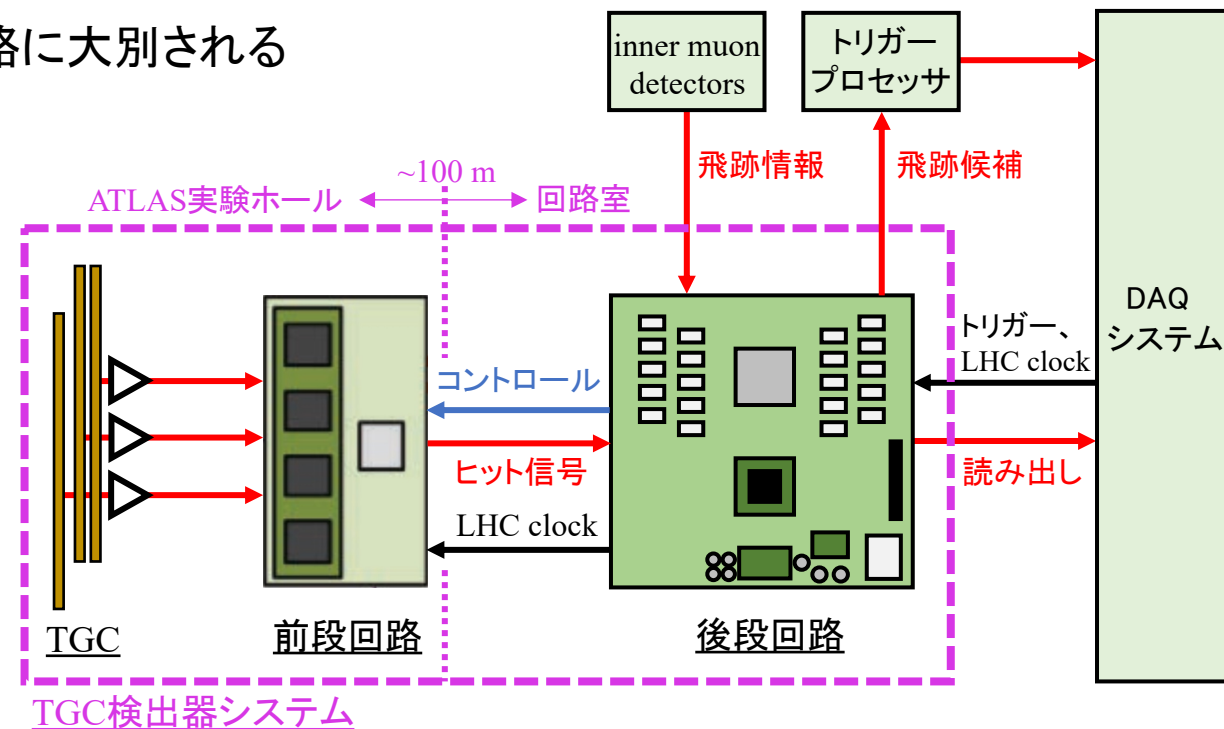 路に大別される
inner muon
detectors
トリガー
プロセッサ
飛跡情報
飛跡候補
~100 m
ATLAS実験ホール
回路室
DAQ
システム
トリガー、
LHC clock
コントロール
ヒット信号
読み出し
LHC clock
TGC
前段回路
後段回路
TGC検出器システム